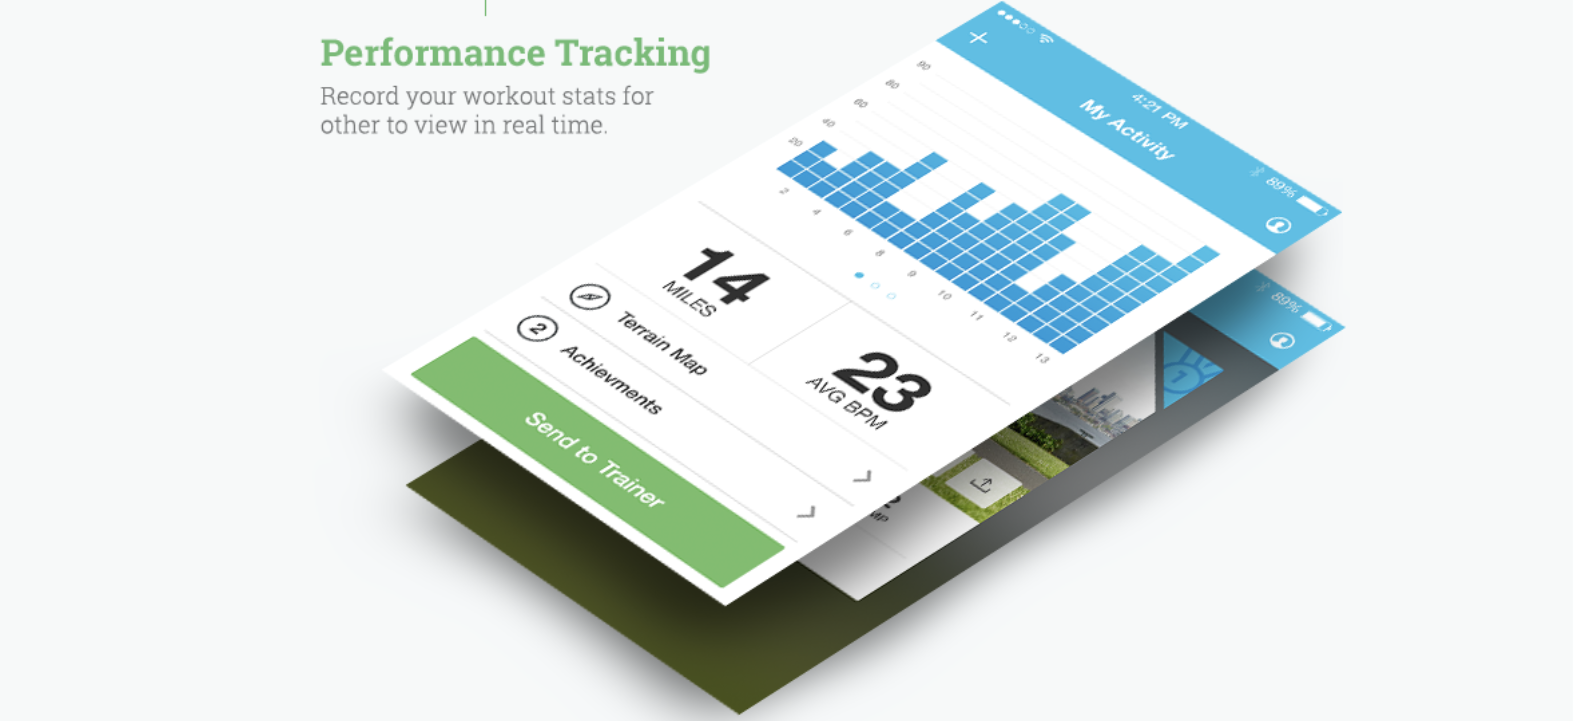 Performance Tracking
Record your workout stats for
other to view in real time.
4:21 PM
89%
My Activity
90
80
60
40
20
2
4
6
8
9
10
11
12
13
14
MILES
23
AVG BPM
Terrain Map
2
Achievments
Send to Trainer
89%
1